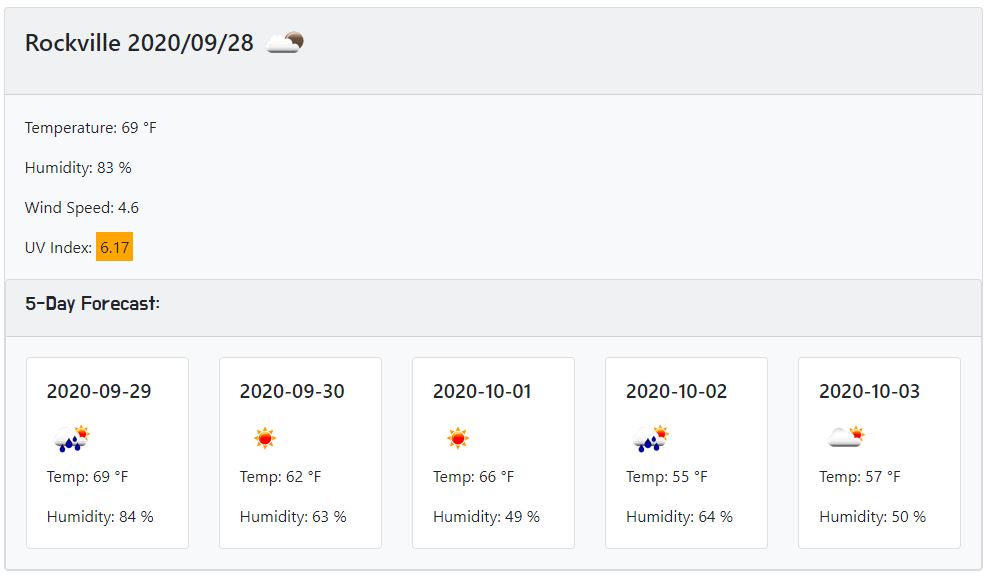 Rockville 2020/09/28
Temperature: 69 °F
Humidity: 83 %
Wind Speed: 4.6
UV Index: 6.17
5-Day Forecast:
2020-09-29
Temp: 69 °F
Humidity: 84 %
2020-09-30
Temp: 62 °F
Humidity: 63 %
2020-10-01
Temp: 66 °F
Humidity: 49 %
2020-10-02
Temp: 55 °F
Humidity: 64 %
2020-10-03
Temp: 57 °F
Humidity: 50 %